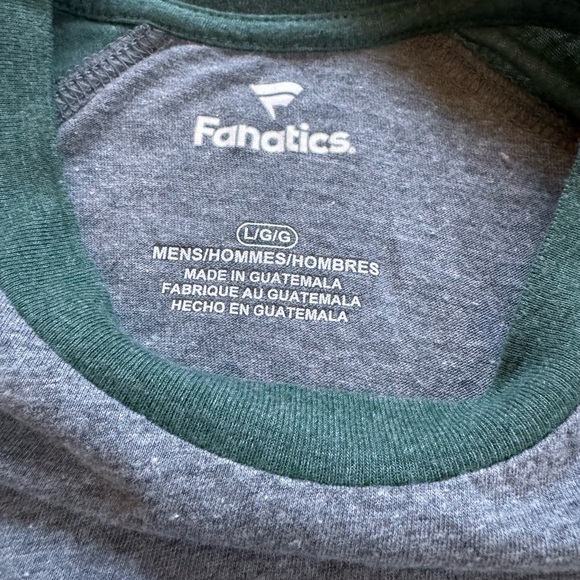 Fanatics.
L/G/G
MENS/HOMMES/HOMBRES
MADE IN GUATEMALA
FABRIQUE AU GUATEMALA
HECHO EN GUATEMALA